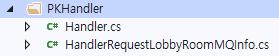 PKHandler
C# Handler.cs
C# HandlerRequestLobbyRoomMQInfo.cs